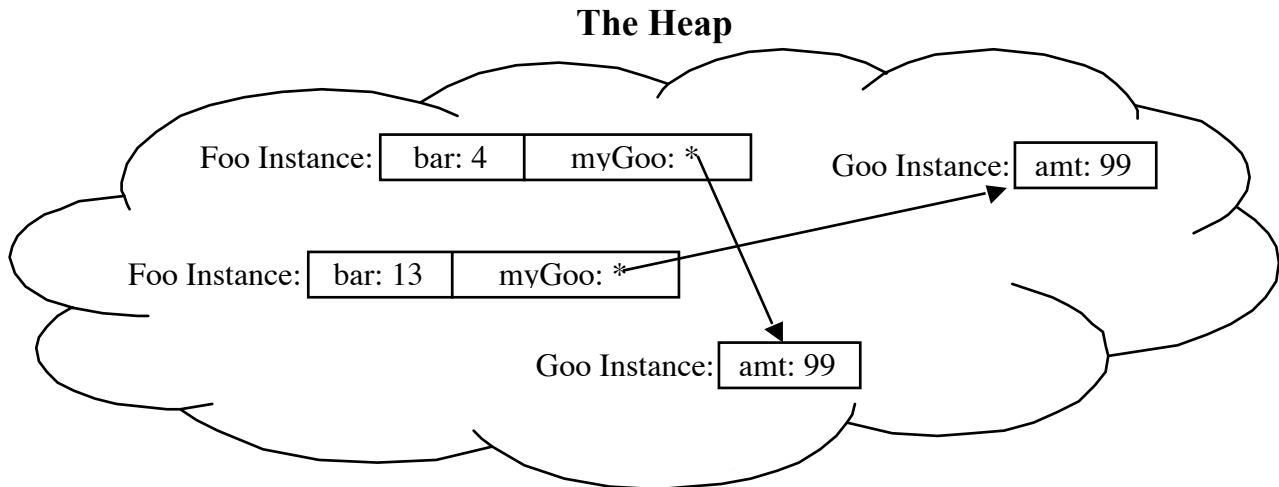 The Heap
Foo Instance: bar: 4 myGoo: *
Goo Instance: amt: 99
Foo Instance: bar: 13 myGoo: *
Goo Instance: amt: 99